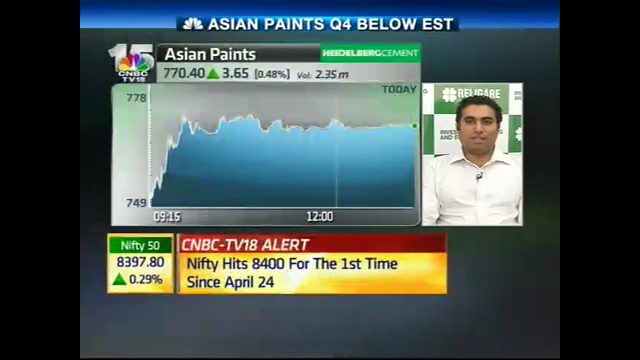 ASIAN PAINTS Q4 BELOW EST
15
CNBC
TV18
Asian Paints
HEIDELBERGCEMENT
770.40 3.65 [0.48%] Vol: 2.35 m
TODAY
778
749
09:15 12:00
RELIGARE
Nifty 50
8397.80
0.29%
CNBC-TV18 ALERT
Nifty Hits 8400 For The 1st Time
Since April 24